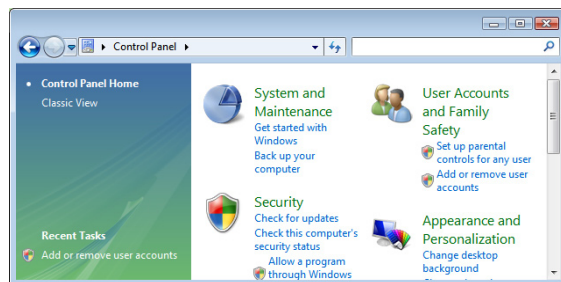 Control Panel
Control Panel Home
Classic View
Recent Tasks
Add or remove user accounts
System and
Maintenance
Get started with
Windows
Back up your
computer
Security
Check for updates
Check this computer's
security status
Allow a program
through Windows
User Accounts
and Family
Safety
Set up parental
controls for any user
Add or remove user
accounts
Appearance and
Personalization
Change desktop
background